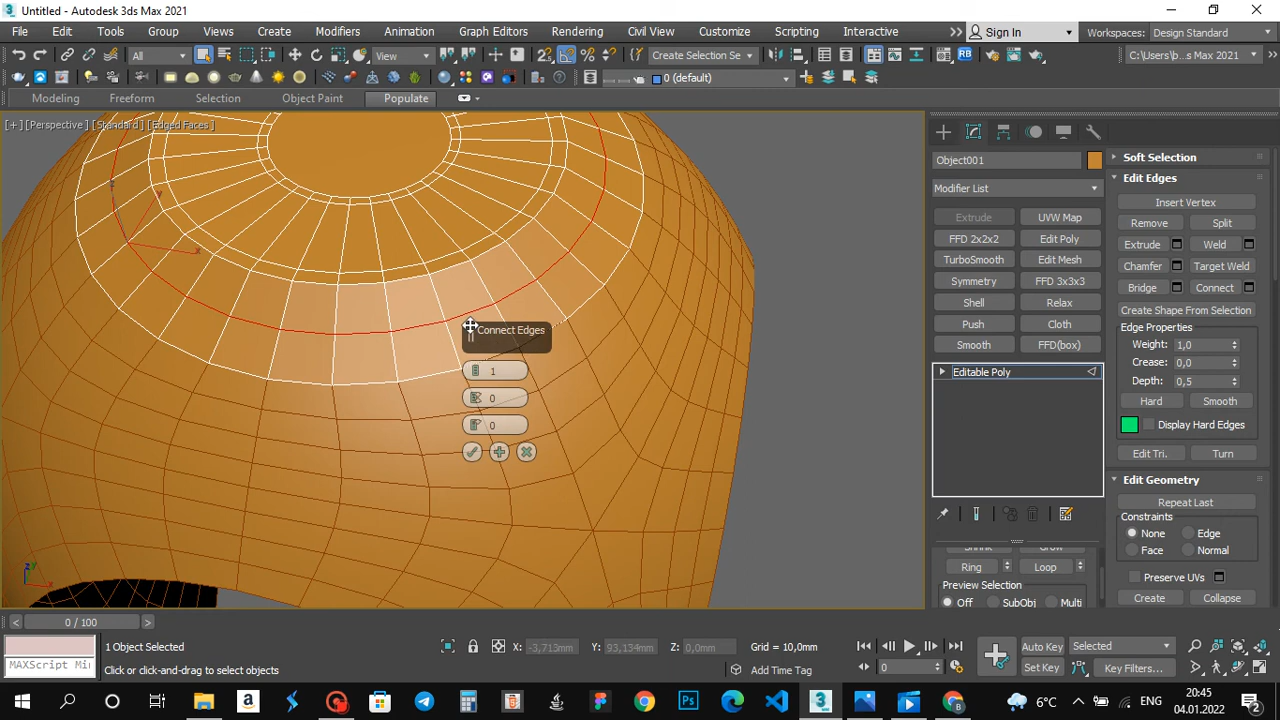 Untitled - Autodesk 3ds Max 2021
File Edit Tools Group Views Create Modifiers Animation Graph Editors Rendering Civil View Customize Scripting Interactive Sign In Workspaces: Design Standard
All View Create Selection Se C:\Users\b...s Max 2021
0 (default)
Modeling Freeform Selection Object Paint Populate
[+] [Perspective] [Standard] [Edged Faces]
Connect Edges
1
0
0
z y x
Object001
Modifier List
Extrude UVW Map
FFD 2x2x2 Edit Poly
TurboSmooth Edit Mesh
Symmetry FFD 3x3x3
Shell Relax
Push Cloth
Smooth FFD(box)
Editable Poly
Shrink Grow
Ring Loop
Preview Selection
Off SubObj Multi
Soft Selection
Edit Edges
Insert Vertex
Remove Split
Extrude Weld
Chamfer Target Weld
Bridge Connect
Create Shape From Selection
Edge Properties
Weight: 1,0
Crease: 0,0
Depth: 0,5
Hard Smooth
Display Hard Edges
Edit Tri. Turn
Edit Geometry
Repeat Last
Constraints
None Edge
Face Normal
Preserve UVs
Create Collapse
0 / 100
1 Object Selected X: -3,713mm Y: 93,134mm Z: 0,0mm Grid = 10,0mm Auto Key Selected
MAXScript Mi Click or click-and-drag to select objects Add Time Tag 0 Set Key Key Filters...
6°C ENG 20:45
04.01.2022
2